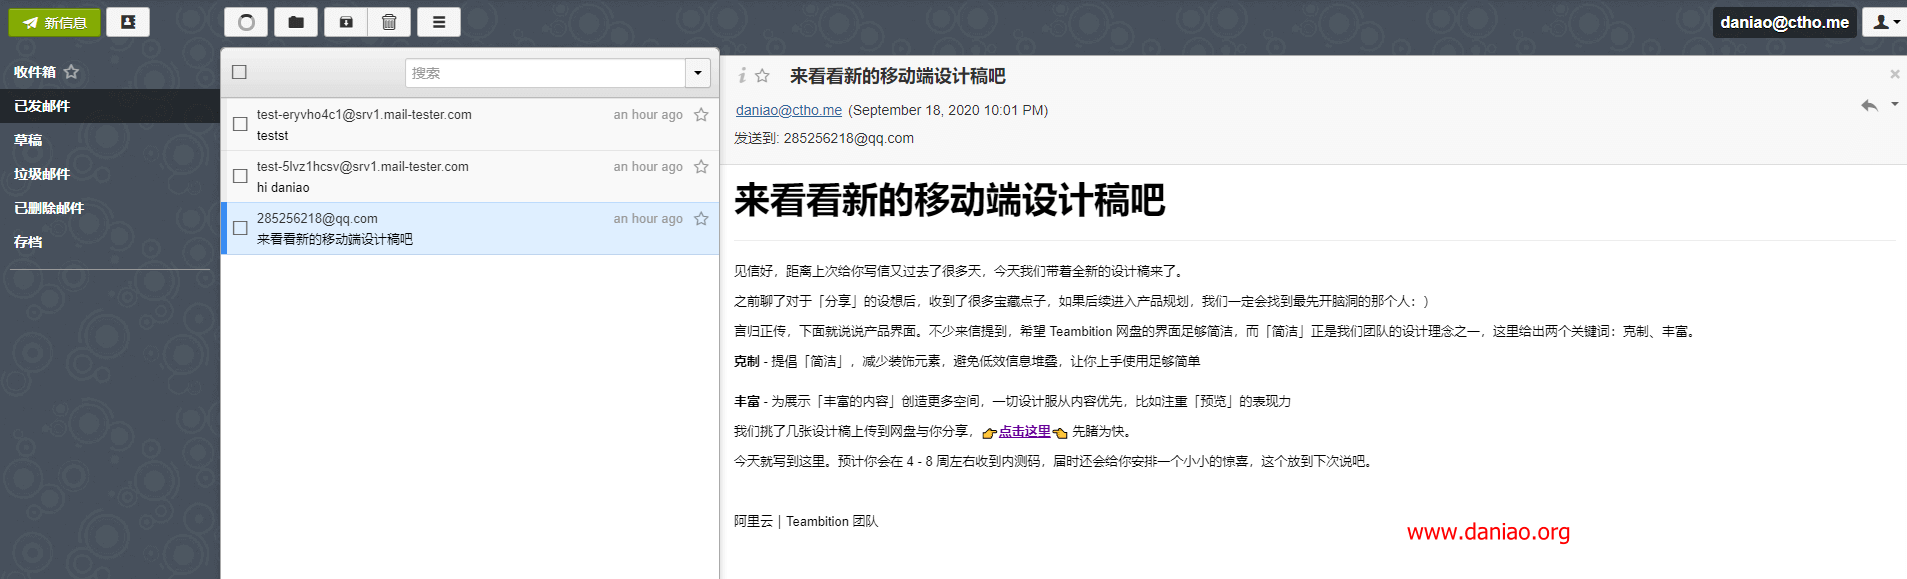 新信息
daniao@ctho.me
收件箱
已发邮件
草稿
垃圾邮件
已删除邮件
存档
搜索
test-eryvho4c1@srv1.mail-tester.com an hour ago
testst
test-5lvz1hcsv@srv1.mail-tester.com an hour ago
hi daniao
285256218@qq.com an hour ago
来看看新的移动端设计稿吧
来看看新的移动端设计稿吧
daniao@ctho.me (September 18, 2020 10:01 PM)
发送到: 285256218@qq.com
来看看新的移动端设计稿吧
见信好，距离上次给你写信又过去了很多天，今天我们带着全新的设计稿来了。
之前聊了对于「分享」的设想后，收到了很多宝藏点子，如果后续进入产品规划，我们一定会找到最先开脑洞的那个人：）
言归正传，下面就说说产品界面。不少来信提到，希望 Teambition 网盘的界面足够简洁，而「简洁」正是我们团队的设计理念之一，这里给出两个关键词：克制、丰富。
克制 - 提倡「简洁」，减少装饰元素，避免低效信息堆叠，让你上手使用足够简单
丰富 - 为展示「丰富的内容」创造更多空间，一切设计服从内容优先，比如注重「预览」的表现力
我们挑了几张设计稿上传到网盘与你分享，👉点击这里👈 先睹为快。
今天就写到这里。预计你会在 4 - 8 周左右收到内测码，届时还会给你安排一个小小的惊喜，这个放到下次说吧。
阿里云 | Teambition 团队
www.daniao.org